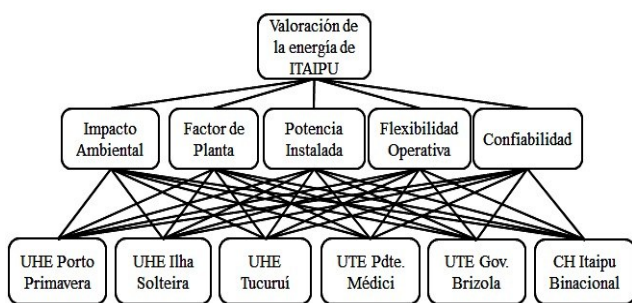 Valoración de
la energía de
ITAIPU
Impacto
Ambiental
Factor de
Planta
Potencia
Instalada
Flexibilidad
Operativa
Confiabilidad
UHE Porto
Primavera
UHE Ilha
Solteira
UHE
Tucuruí
UTE Pdte.
Médici
UTE Gov.
Brizola
CH Itaipu
Binacional